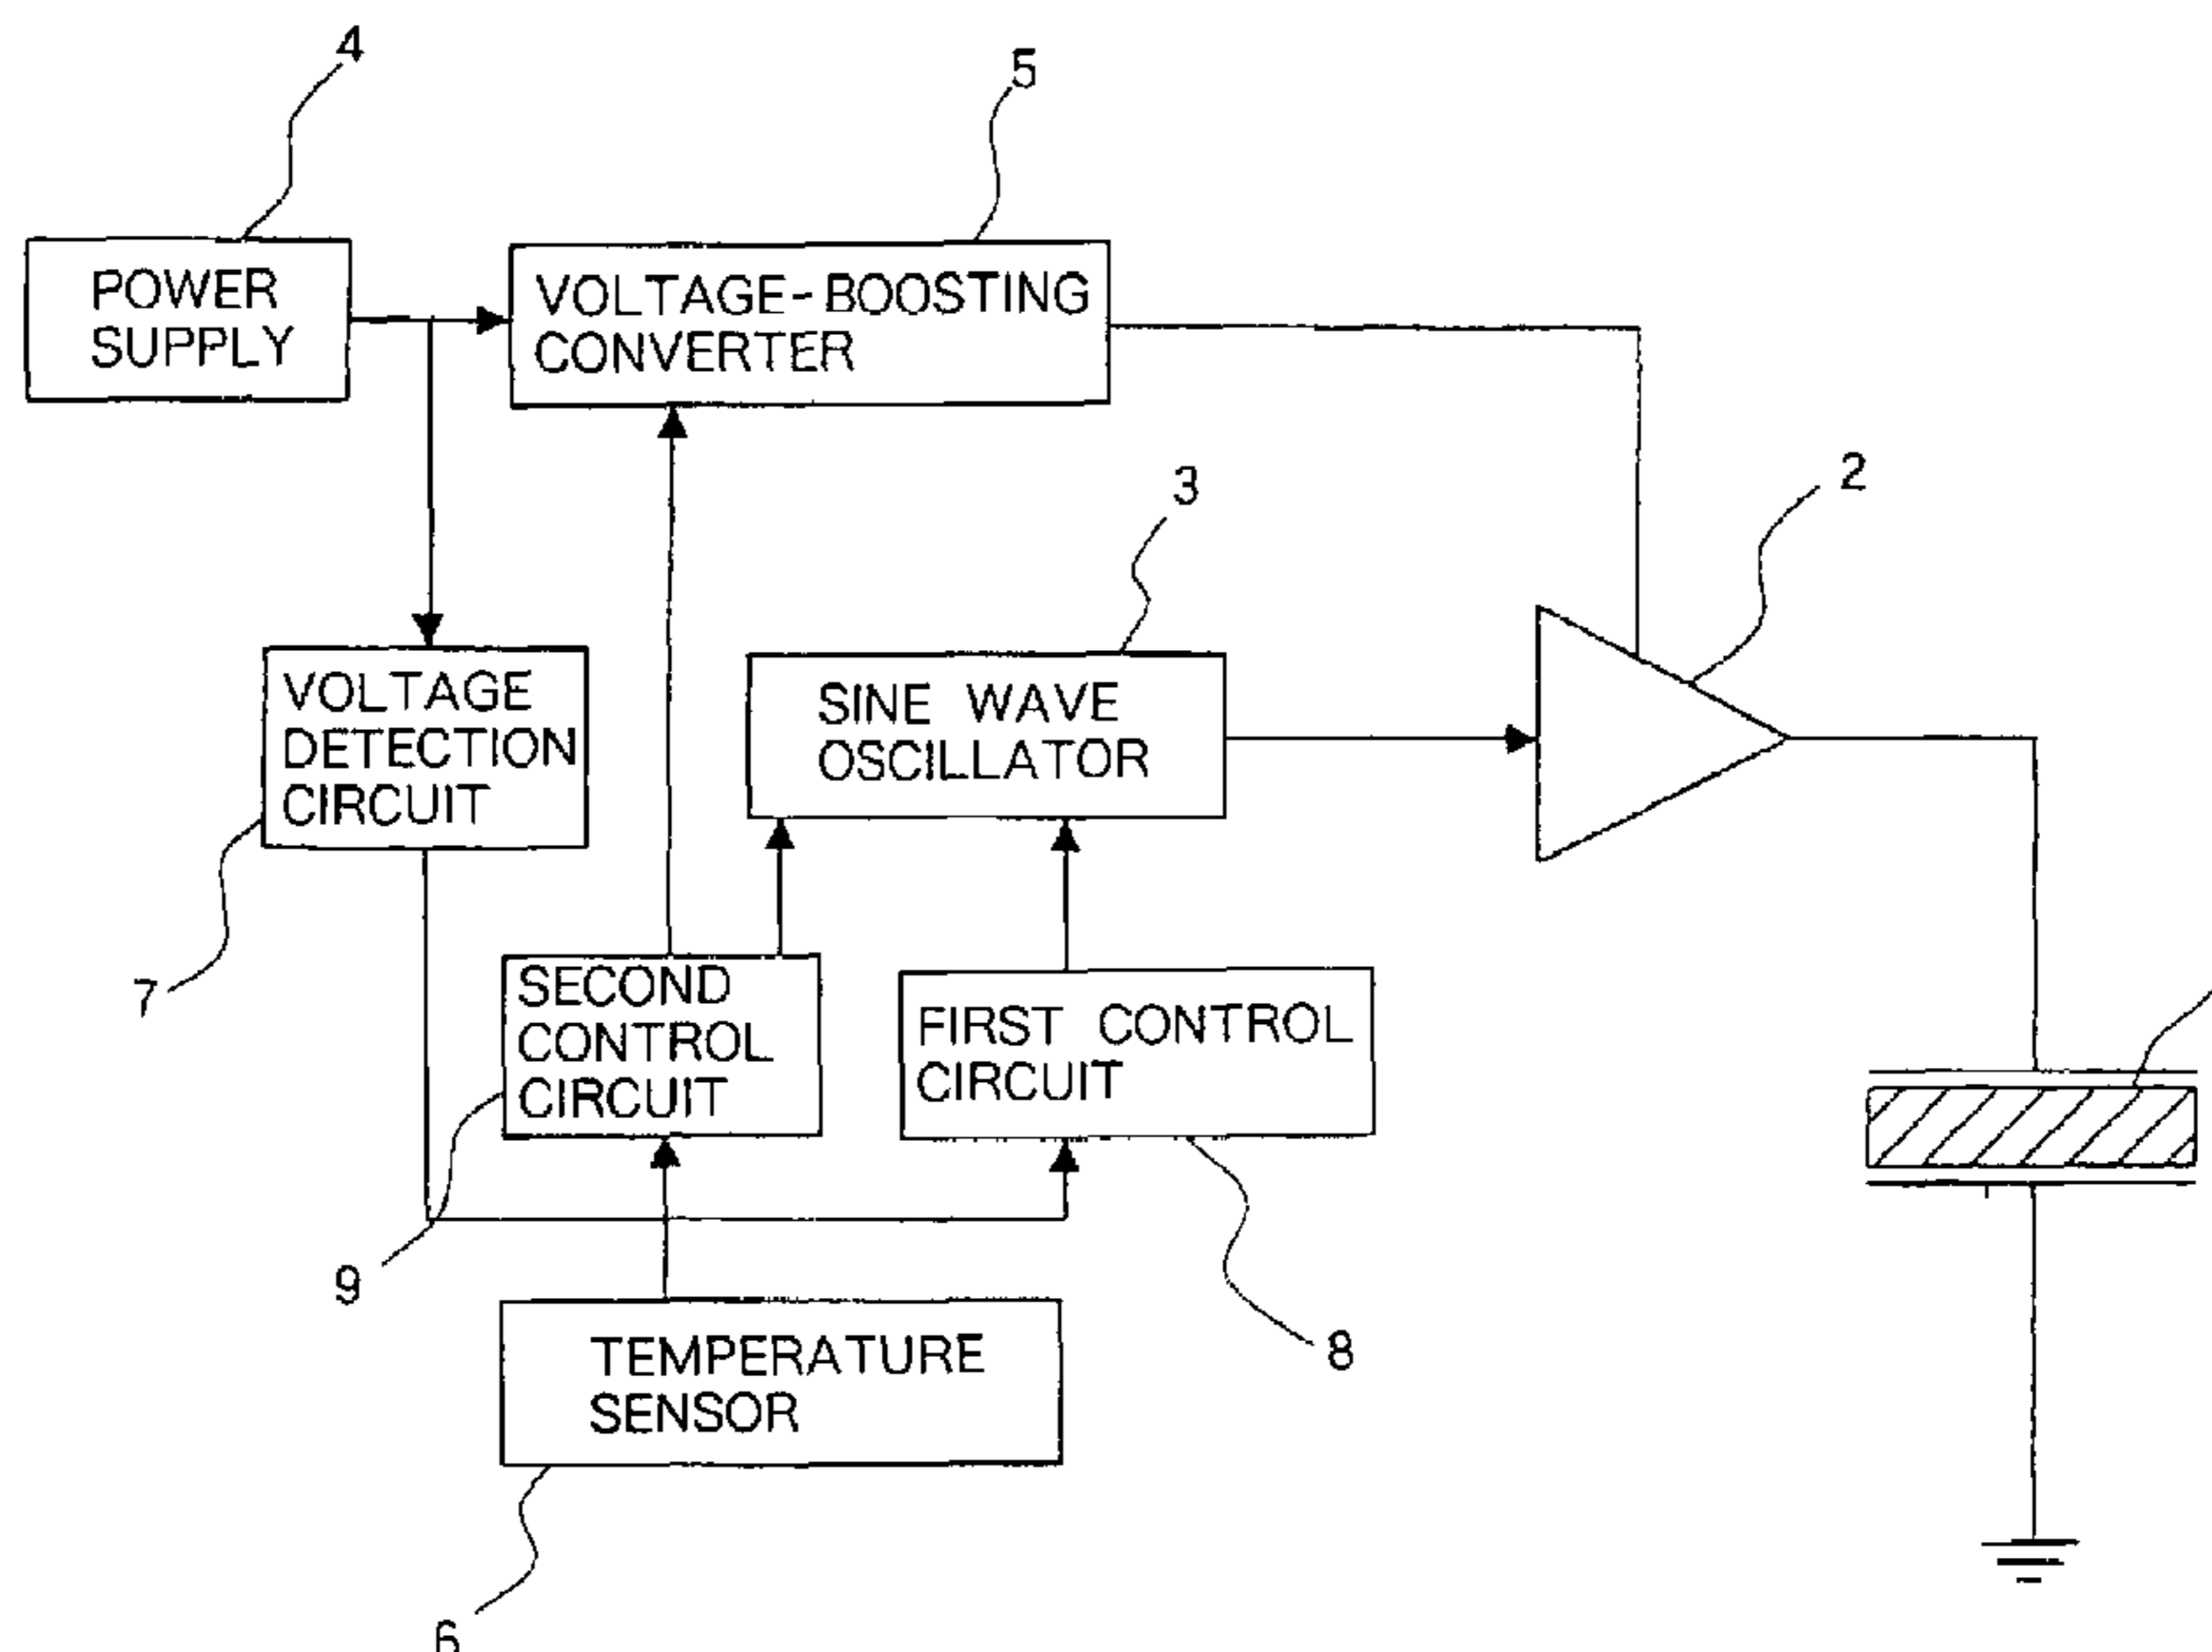 4
5
POWER
SUPPLY
VOLTAGE-BOOSTING
CONVERTER
3
2
VOLTAGE
DETECTION
CIRCUIT
SINE WAVE
OSCILLATOR
7
SECOND
CONTROL
CIRCUIT
FIRST CONTROL
CIRCUIT
9
8
TEMPERATURE
SENSOR
6